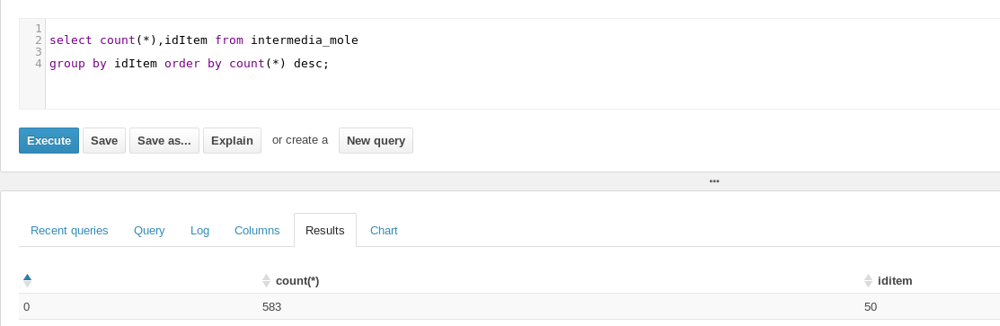 1
2 select count(*),idItem from intermedia_mole
3
4 group by idItem order by count(*) desc;
Execute Save Save as... Explain or create a New query
Recent queries Query Log Columns Results Chart
count(*) iditem
0 583 50